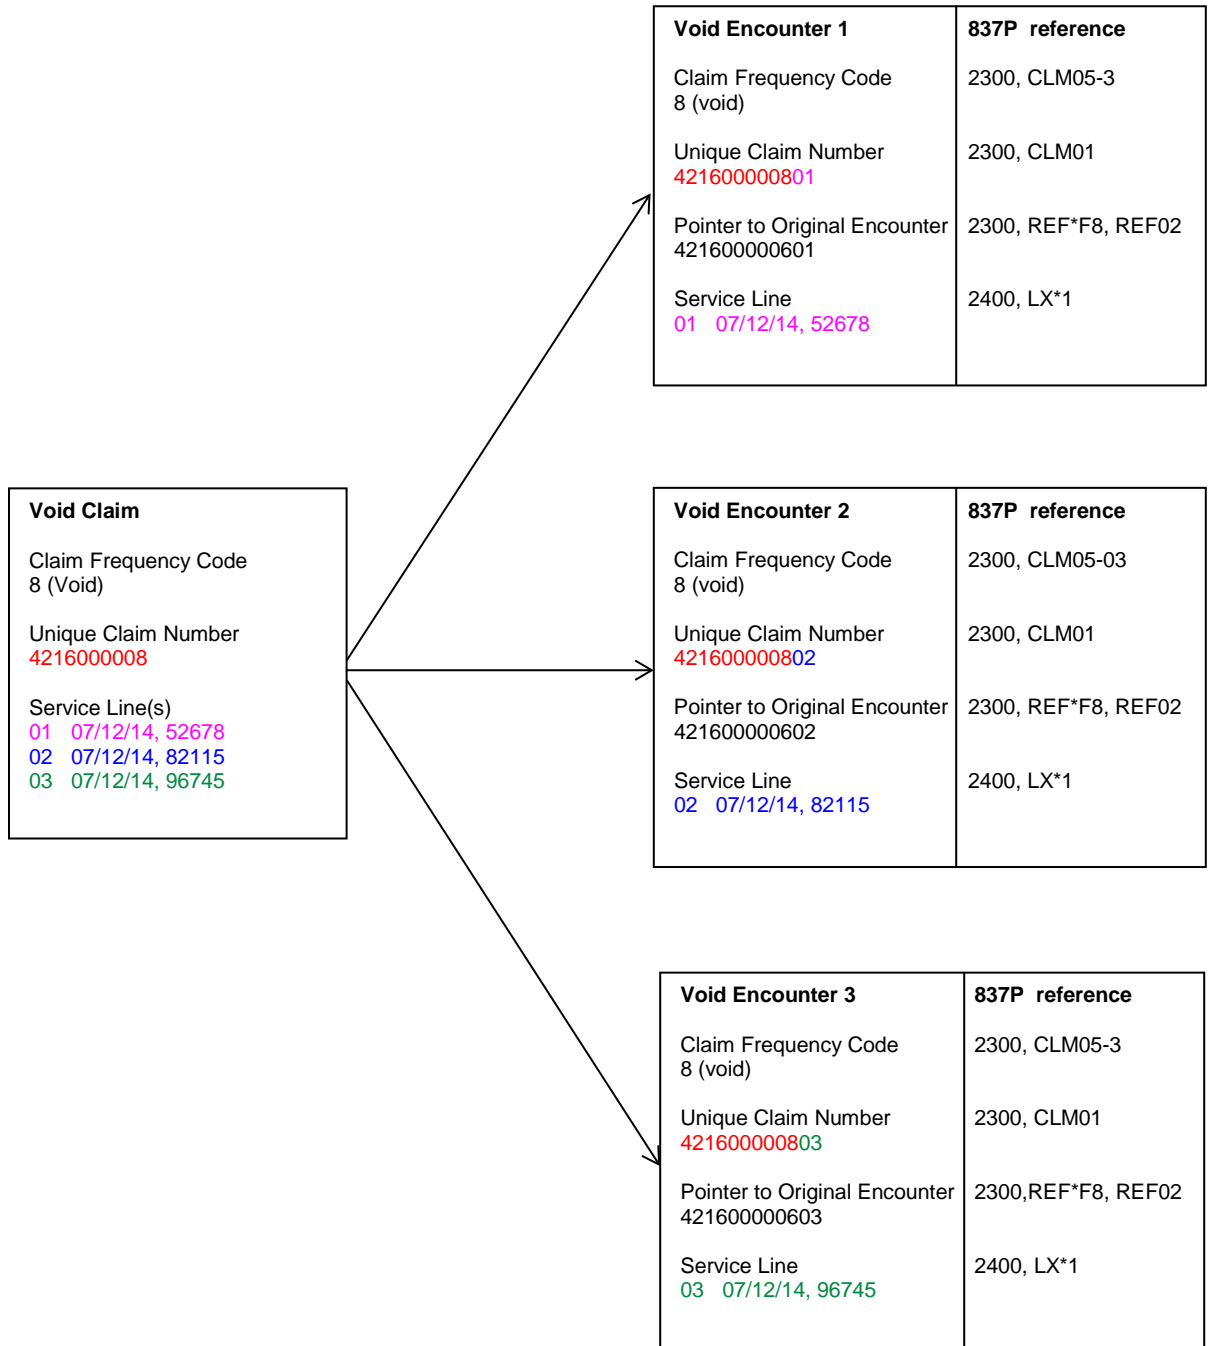 Void Encounter 1 837P reference
Claim Frequency Code 2300, CLM05-3
8 (void)
Unique Claim Number 2300, CLM01
421600000801
Pointer to Original Encounter 2300, REF*F8, REF02
421600000601
Service Line 2400, LX*1
01 07/12/14, 52678
Void Claim
Claim Frequency Code
8 (Void)
Unique Claim Number
4216000008
Service Line(s)
01 07/12/14, 52678
02 07/12/14, 82115
03 07/12/14, 96745
Void Encounter 2 837P reference
Claim Frequency Code 2300, CLM05-03
8 (void)
Unique Claim Number 2300, CLM01
421600000802
Pointer to Original Encounter 2300, REF*F8, REF02
421600000602
Service Line 2400, LX*1
02 07/12/14, 82115
Void Encounter 3 837P reference
Claim Frequency Code 2300, CLM05-3
8 (void)
Unique Claim Number 2300, CLM01
421600000803
Pointer to Original Encounter 2300,REF*F8, REF02
421600000603
Service Line 2400, LX*1
03 07/12/14, 96745